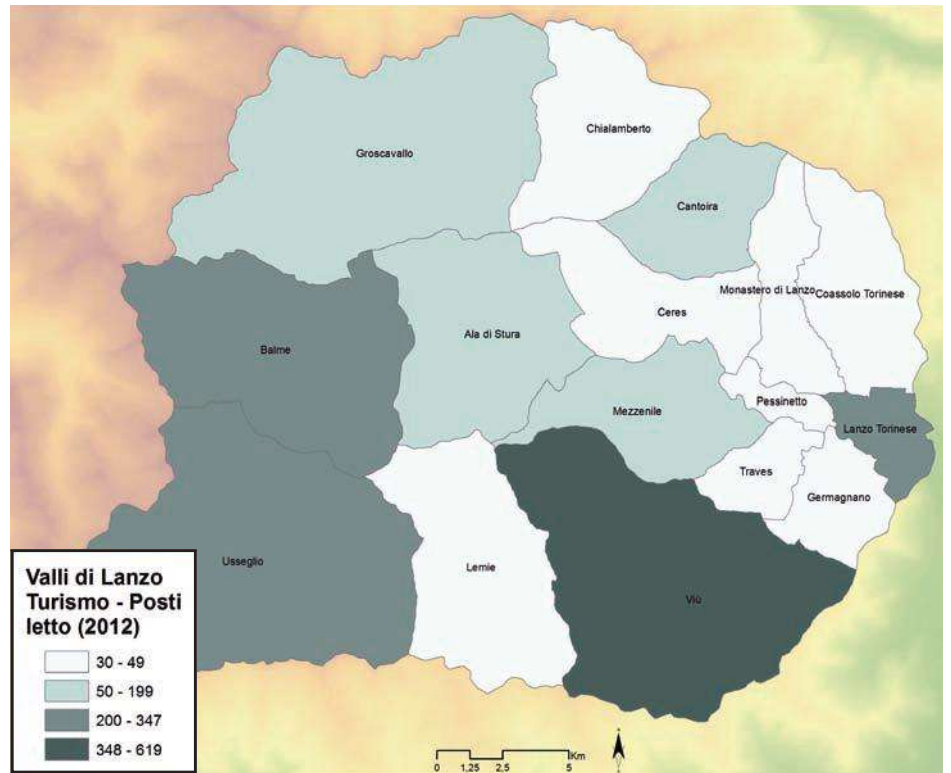 Chialamberto
Groscavallo
Cantoira
Monastero di Lanzo
Coassolo Torinese
Ceres
Ala di Stura
Balme
Pessinetto
Mezzenile
Lanzo Torinese
Traves
Germagnano
Usseglio
Lemie
Viù
Valli di Lanzo
Turismo - Posti
letto (2012)
30 - 49
50 - 199
200 - 347
348 - 619
Km
0 1,25 2,5 5